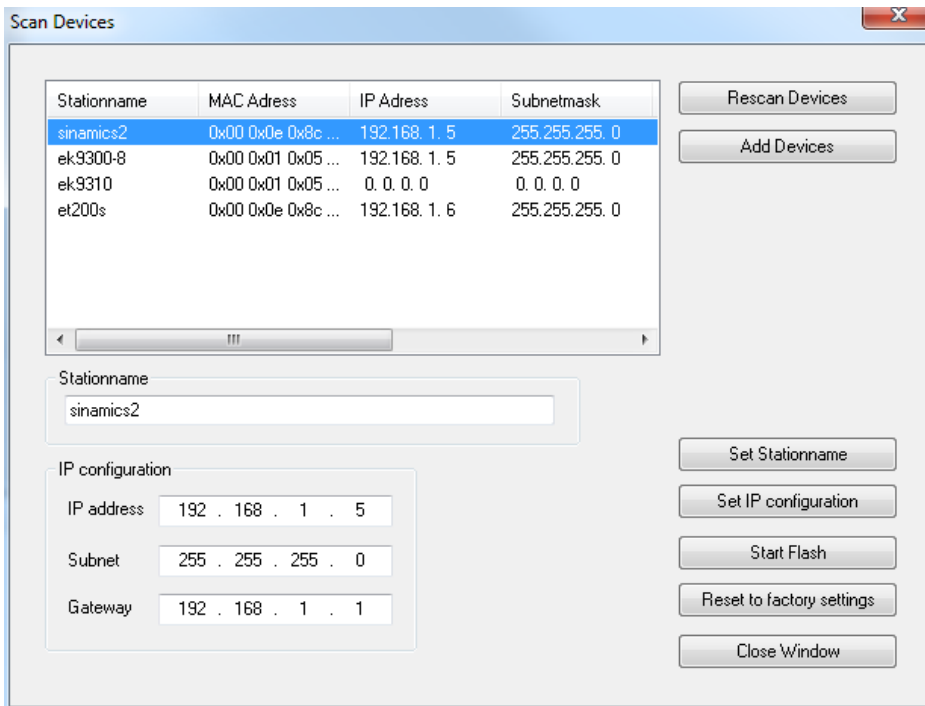 Scan Devices
Stationname MAC Adress IP Adress Subnetmask
sinamics2 0x00 0x0e 0x8c ... 192.168. 1. 5 255.255.255. 0
ek9300-8 0x00 0x01 0x05 ... 192.168. 1. 5 255.255.255. 0
ek9310 0x00 0x01 0x05 ... 0. 0. 0. 0 0. 0. 0. 0
et200s 0x00 0x0e 0x8c ... 192.168. 1. 6 255.255.255. 0
Rescan Devices
Add Devices
Stationname
sinamics2
IP configuration
IP address 192 . 168 . 1 . 5
Subnet 255 . 255 . 255 . 0
Gateway 192 . 168 . 1 . 1
Set Stationname
Set IP configuration
Start Flash
Reset to factory settings
Close Window